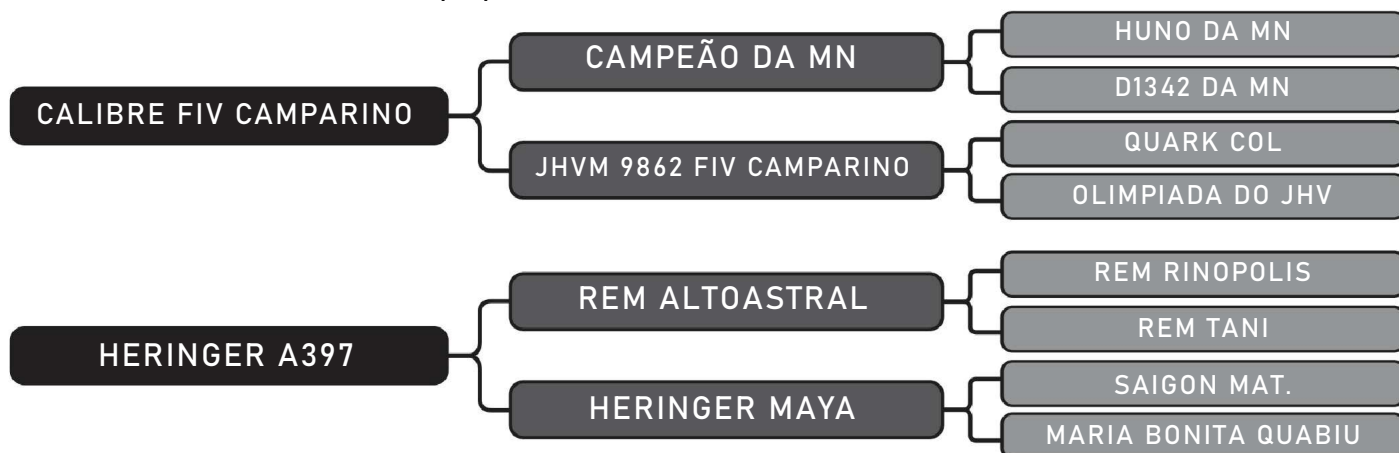 CALIBRE FIV CAMPARINO
CAMPEÃO DA MN
HUNO DA MN
D1342 DA MN
JHVM 9862 FIV CAMPARINO
QUARK COL
OLIMPIADA DO JHV
HERINGER A397
REM ALTOASTRAL
REM RINOPOLIS
REM TANI
HERINGER MAYA
SAIGON MAT.
MARIA BONITA QUABIU